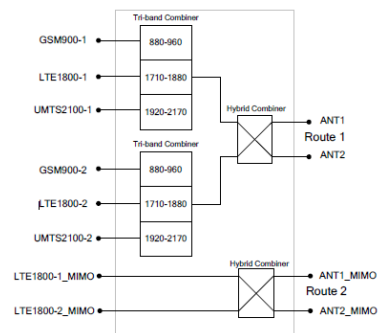 Tri-band Combiner
GSM900-1
880-960
LTE1800-1
1710-1880
UMTS2100-1
1920-2170
Hybrid Combiner
ANT1
Route 1
ANT2
Tri-band Combiner
GSM900-2
880-960
LTE1800-2
1710-1880
UMTS2100-2
1920-2170
Hybrid Combiner
LTE1800-1_MIMO
ANT1_MIMO
Route 2
LTE1800-2_MIMO
ANT2_MIMO